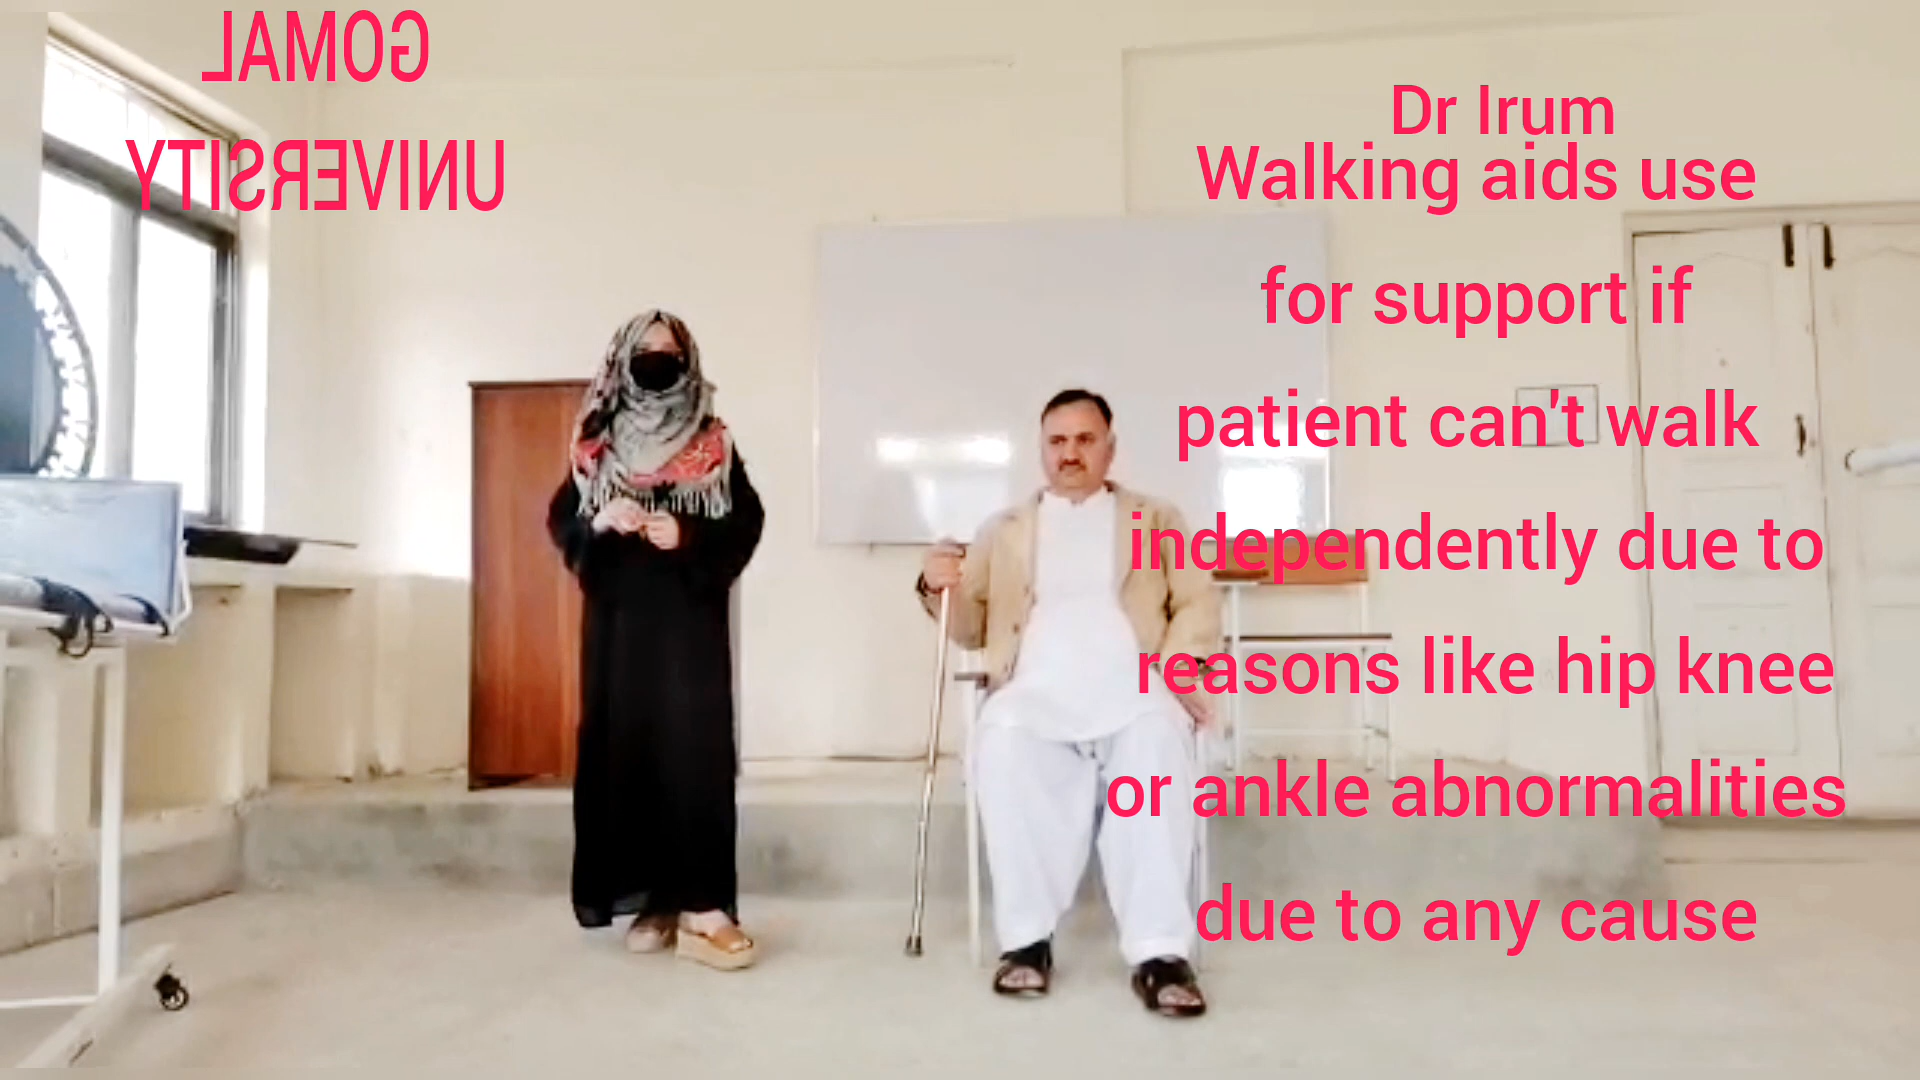 GOMAL
UNIVERSITY
Dr Irum
Walking aids use
for support if
patient can't walk
independently due to
reasons like hip knee
or ankle abnormalities
due to any cause